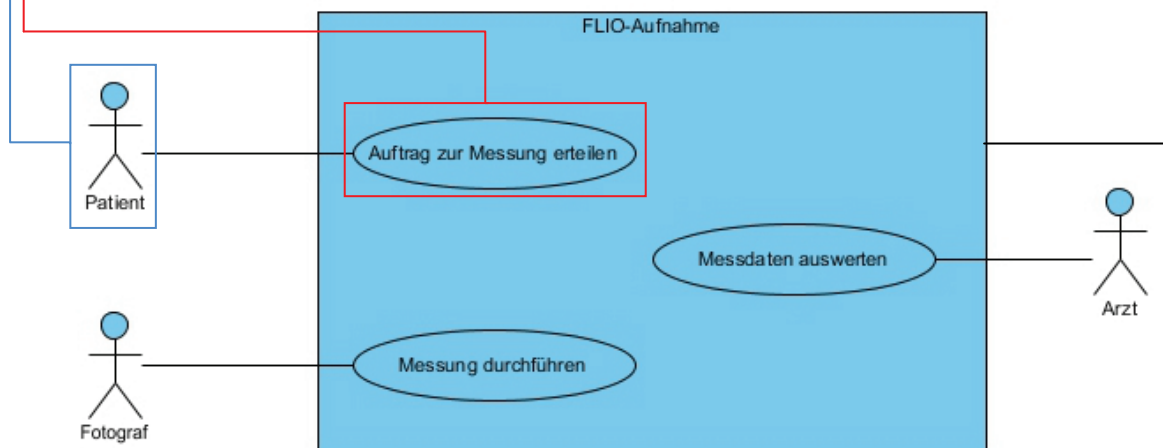 FLIO-Aufnahme
Auftrag zur Messung erteilen
Patient
Messdaten auswerten
Arzt
Messung durchführen
Fotograf